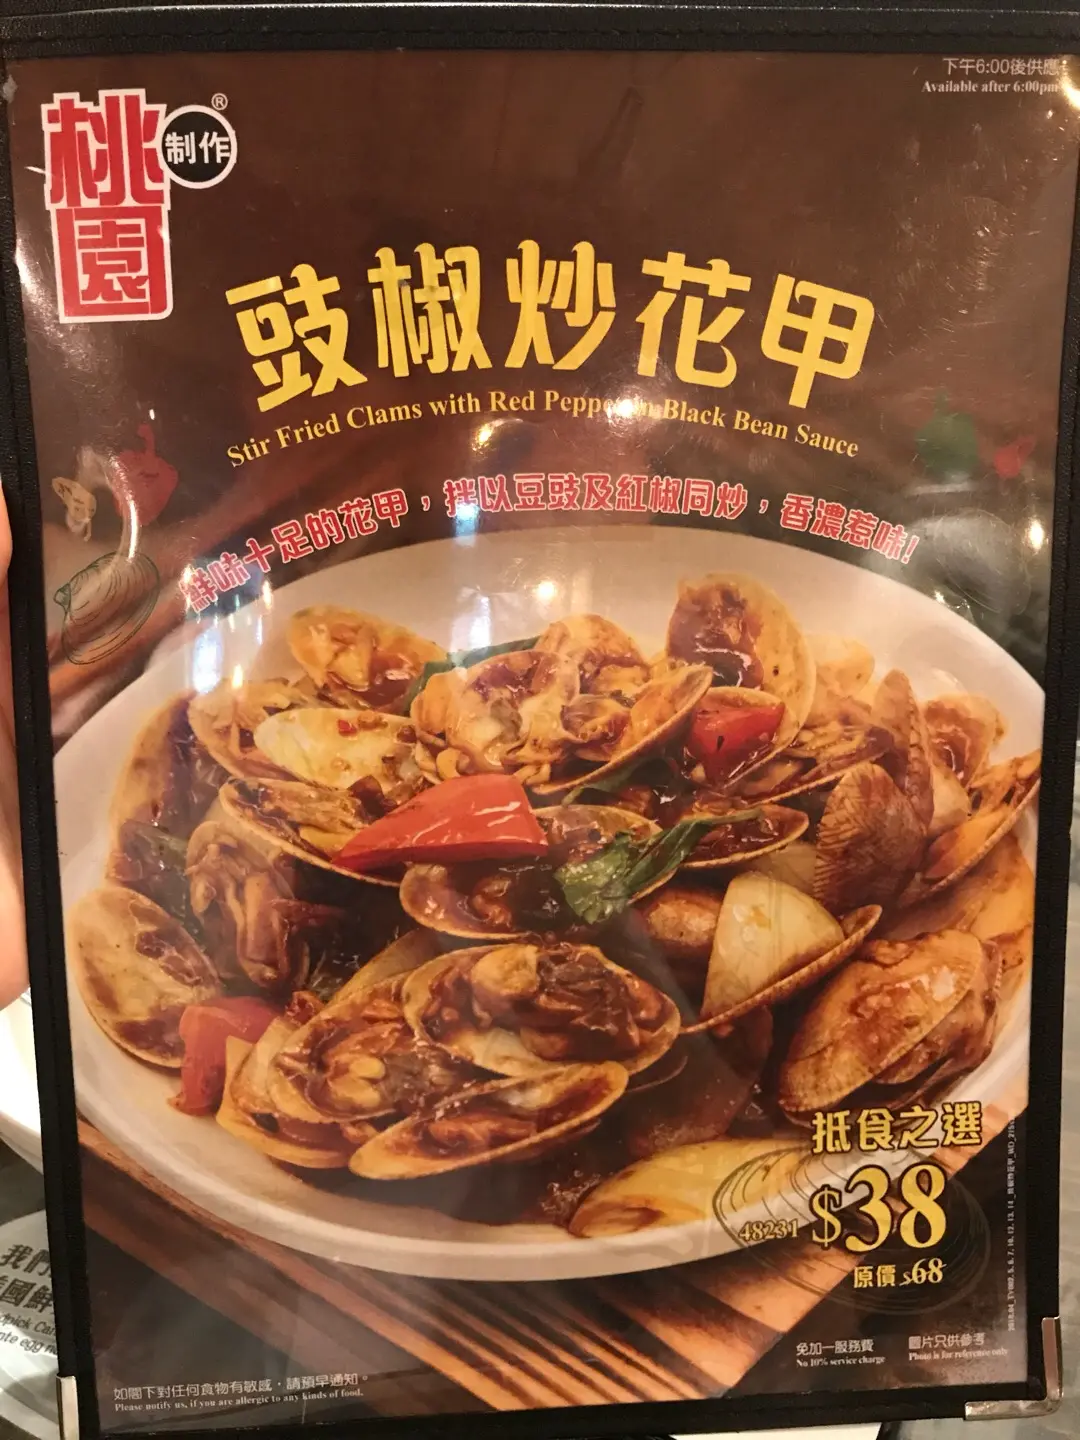 下午6:00後供應
Available after 6:00pm
桃園
制作
®
豉椒炒花甲
Stir Fried Clams with Red Pepper in Black Bean Sauce
鮮味十足的花甲，拌以豆豉及紅椒同炒，香濃惹味!
抵食之選
48231 $38
原價 $68
免加一服務費
No 10% service charge
圖片只供參考
Photo is for reference only
如閣下對任何食物有敏感，請預早通知。
Please notify us, if you are allergic to any kinds of food.
我們